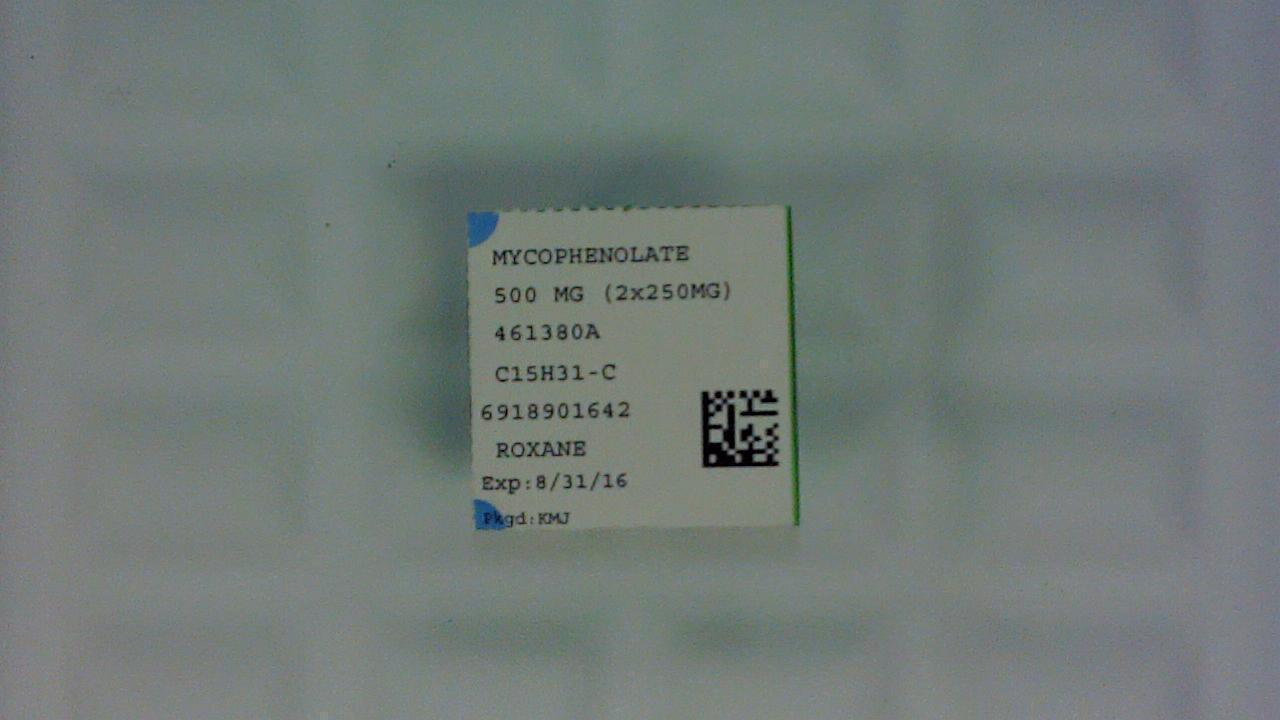 MYCOPHENOLATE
500 MG (2x250MG)
461380A
C15H31-C
6918901642
ROXANE
Exp:8/31/16
Pkgd:KMJ